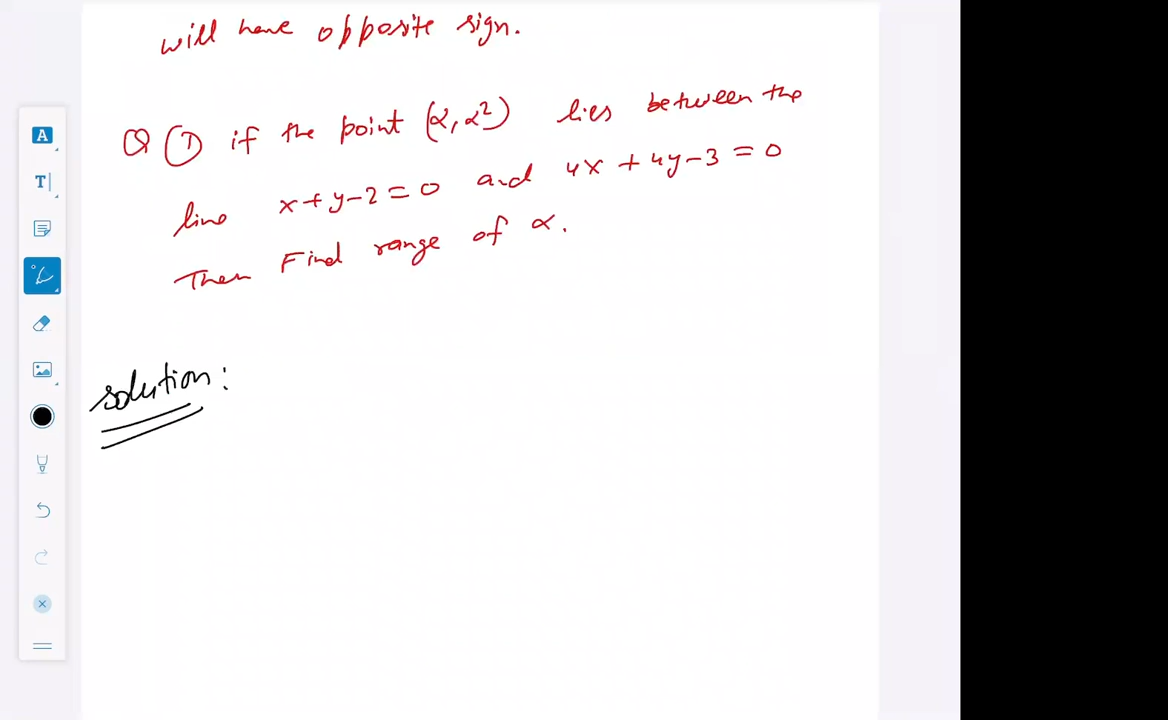 will have opposite sign.
Q ① if the point (α, α²) lies between the
line x+y-2=0 and 4x+4y-3=0
Then Find range of α.
solution:
A
T|